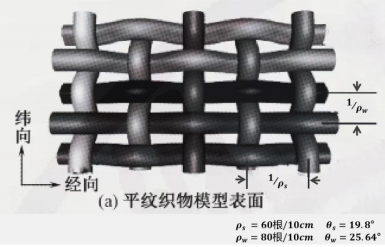 1/ρw
纬向
经向
1/ρs
(a) 平纹织物模型表面
ρs = 60根/10cm θs = 19.8°
ρw = 80根/10cm θw = 25.64°